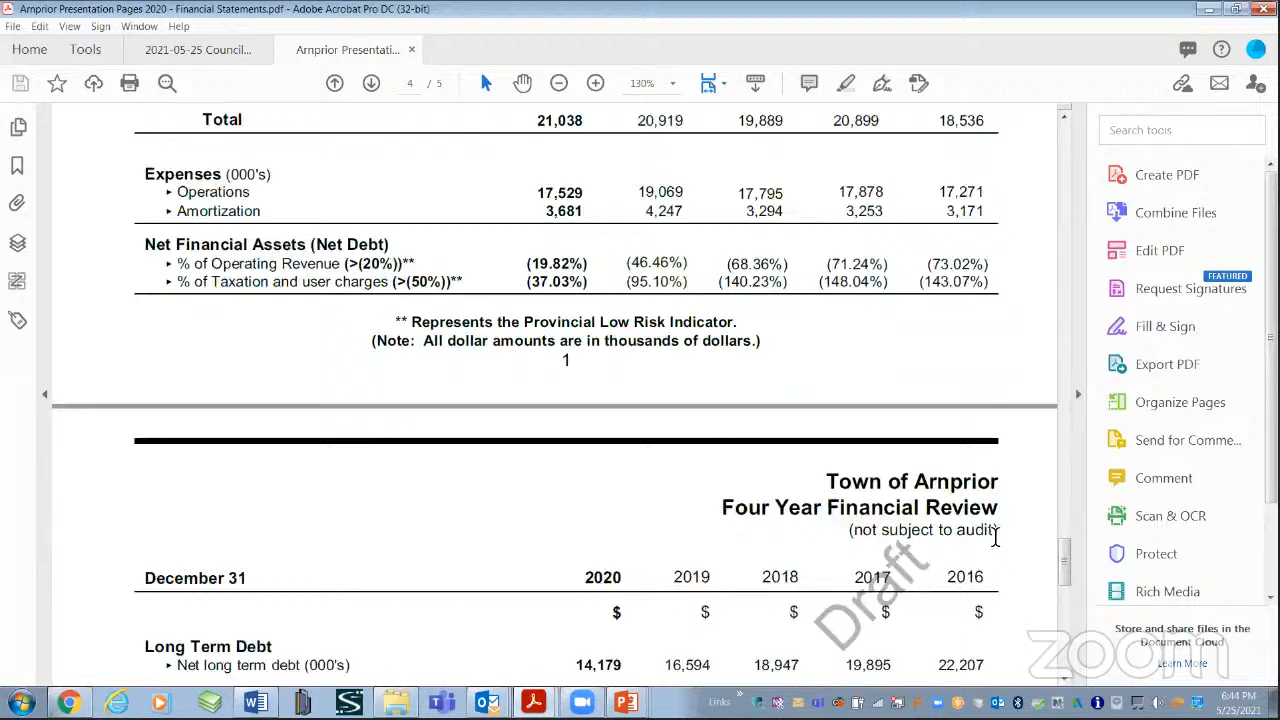 Arnprior Presentation Pages 2020 - Financial Statements.pdf - Adobe Acrobat Pro DC (32-bit)
File Edit View Sign Window Help
Home Tools 2021-05-25 Council... Arnprior Presentati... ×
4 / 5 130%
Total 21,038 20,919 19,889 20,899 18,536
Expenses (000's)
▸ Operations 17,529 19,069 17,795 17,878 17,271
▸ Amortization 3,681 4,247 3,294 3,253 3,171
Net Financial Assets (Net Debt)
▸ % of Operating Revenue (>(20%))** (19.82%) (46.46%) (68.36%) (71.24%) (73.02%)
▸ % of Taxation and user charges (>(50%))** (37.03%) (95.10%) (140.23%) (148.04%) (143.07%)
** Represents the Provincial Low Risk Indicator.
(Note: All dollar amounts are in thousands of dollars.)
1
Town of Arnprior
Four Year Financial Review
(not subject to audit)
Draft
December 31 2020 2019 2018 2017 2016
$ $ $ $ $
Long Term Debt
▸ Net long term debt (000's) 14,179 16,594 18,947 19,895 22,207
Search tools
Create PDF
Combine Files
Edit PDF
FEATURED
Request Signatures
Fill & Sign
Export PDF
Organize Pages
Send for Comme...
Comment
Scan & OCR
Protect
Rich Media
Store and share files in the
Document Cloud
Learn More
zoom
Links »
6:44 PM
5/25/2021